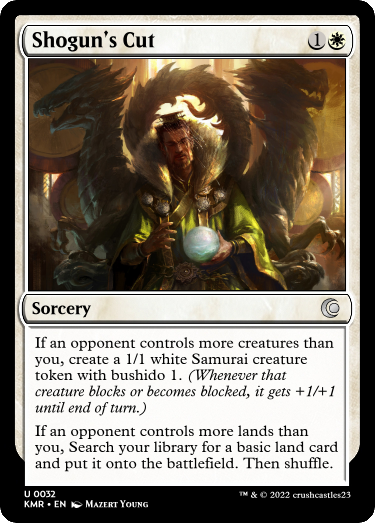 Shogun's Cut 1
Sorcery
If an opponent controls more creatures than
you, create a 1/1 white Samurai creature
token with bushido 1. (Whenever that
creature blocks or becomes blocked, it gets +1/+1
until end of turn.)
If an opponent controls more lands than
you, Search your library for a basic land card
and put it onto the battlefield. Then shuffle.
U 0032
KMR • EN Mazert Young
™ & © 2022 crushcastles23